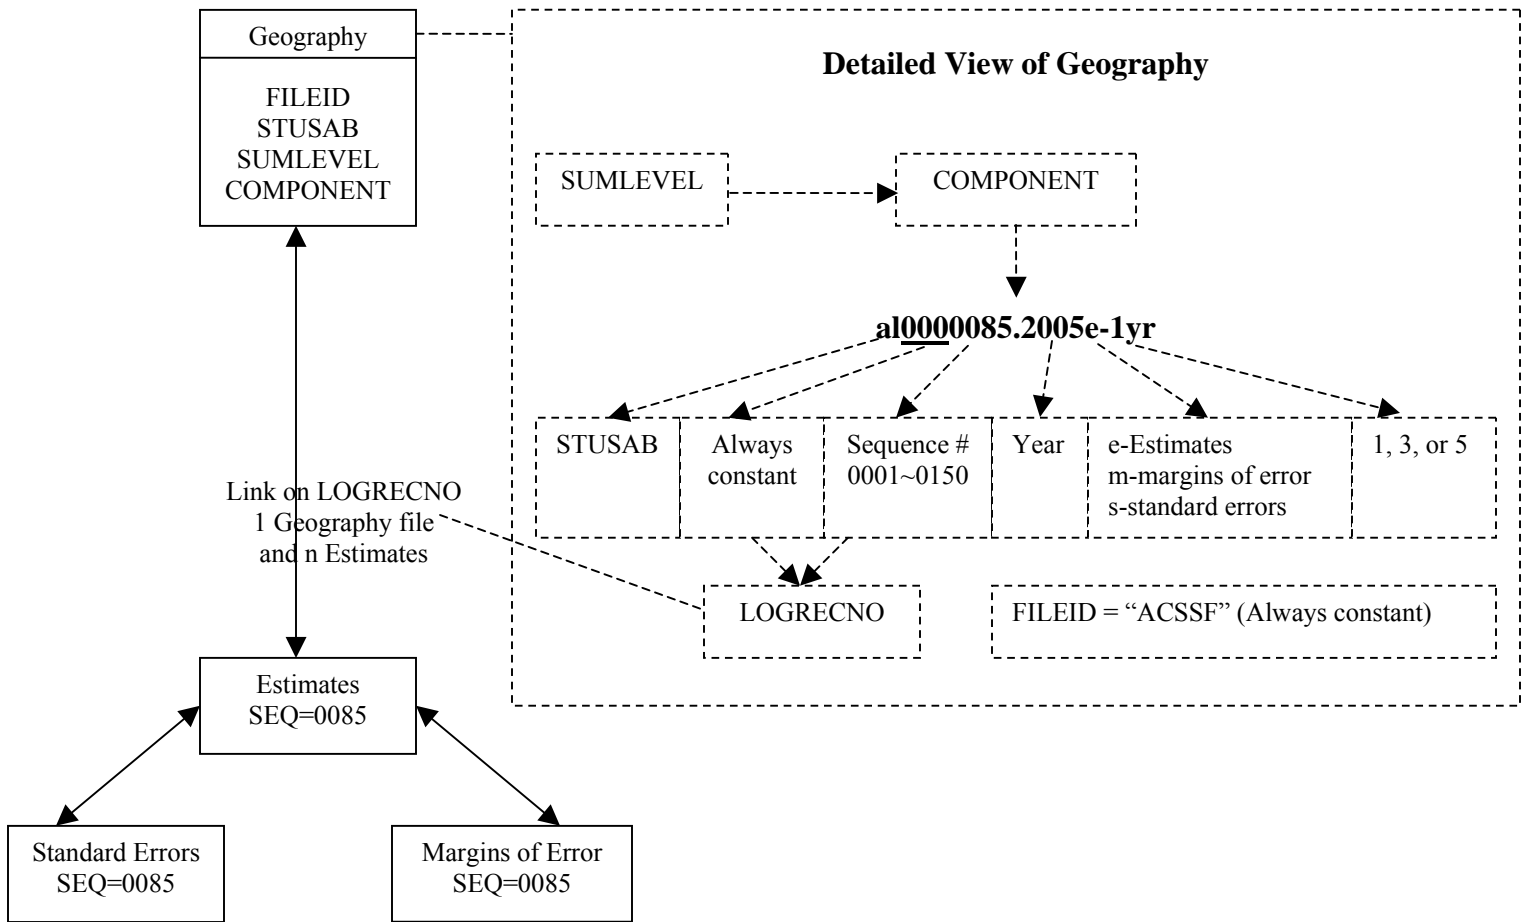 Geography
FILEID
STUSAB
SUMLEVEL
COMPONENT
Detailed View of Geography
SUMLEVEL
COMPONENT
al0000085.2005e-1yr
STUSAB
Always
constant
Sequence #
0001~0150
Year
e-Estimates
m-margins of error
s-standard errors
1, 3, or 5
LOGRECNO
FILEID = “ACSSF” (Always constant)
Link on LOGRECNO
1 Geography file
and n Estimates
Estimates
SEQ=0085
Standard Errors
SEQ=0085
Margins of Error
SEQ=0085